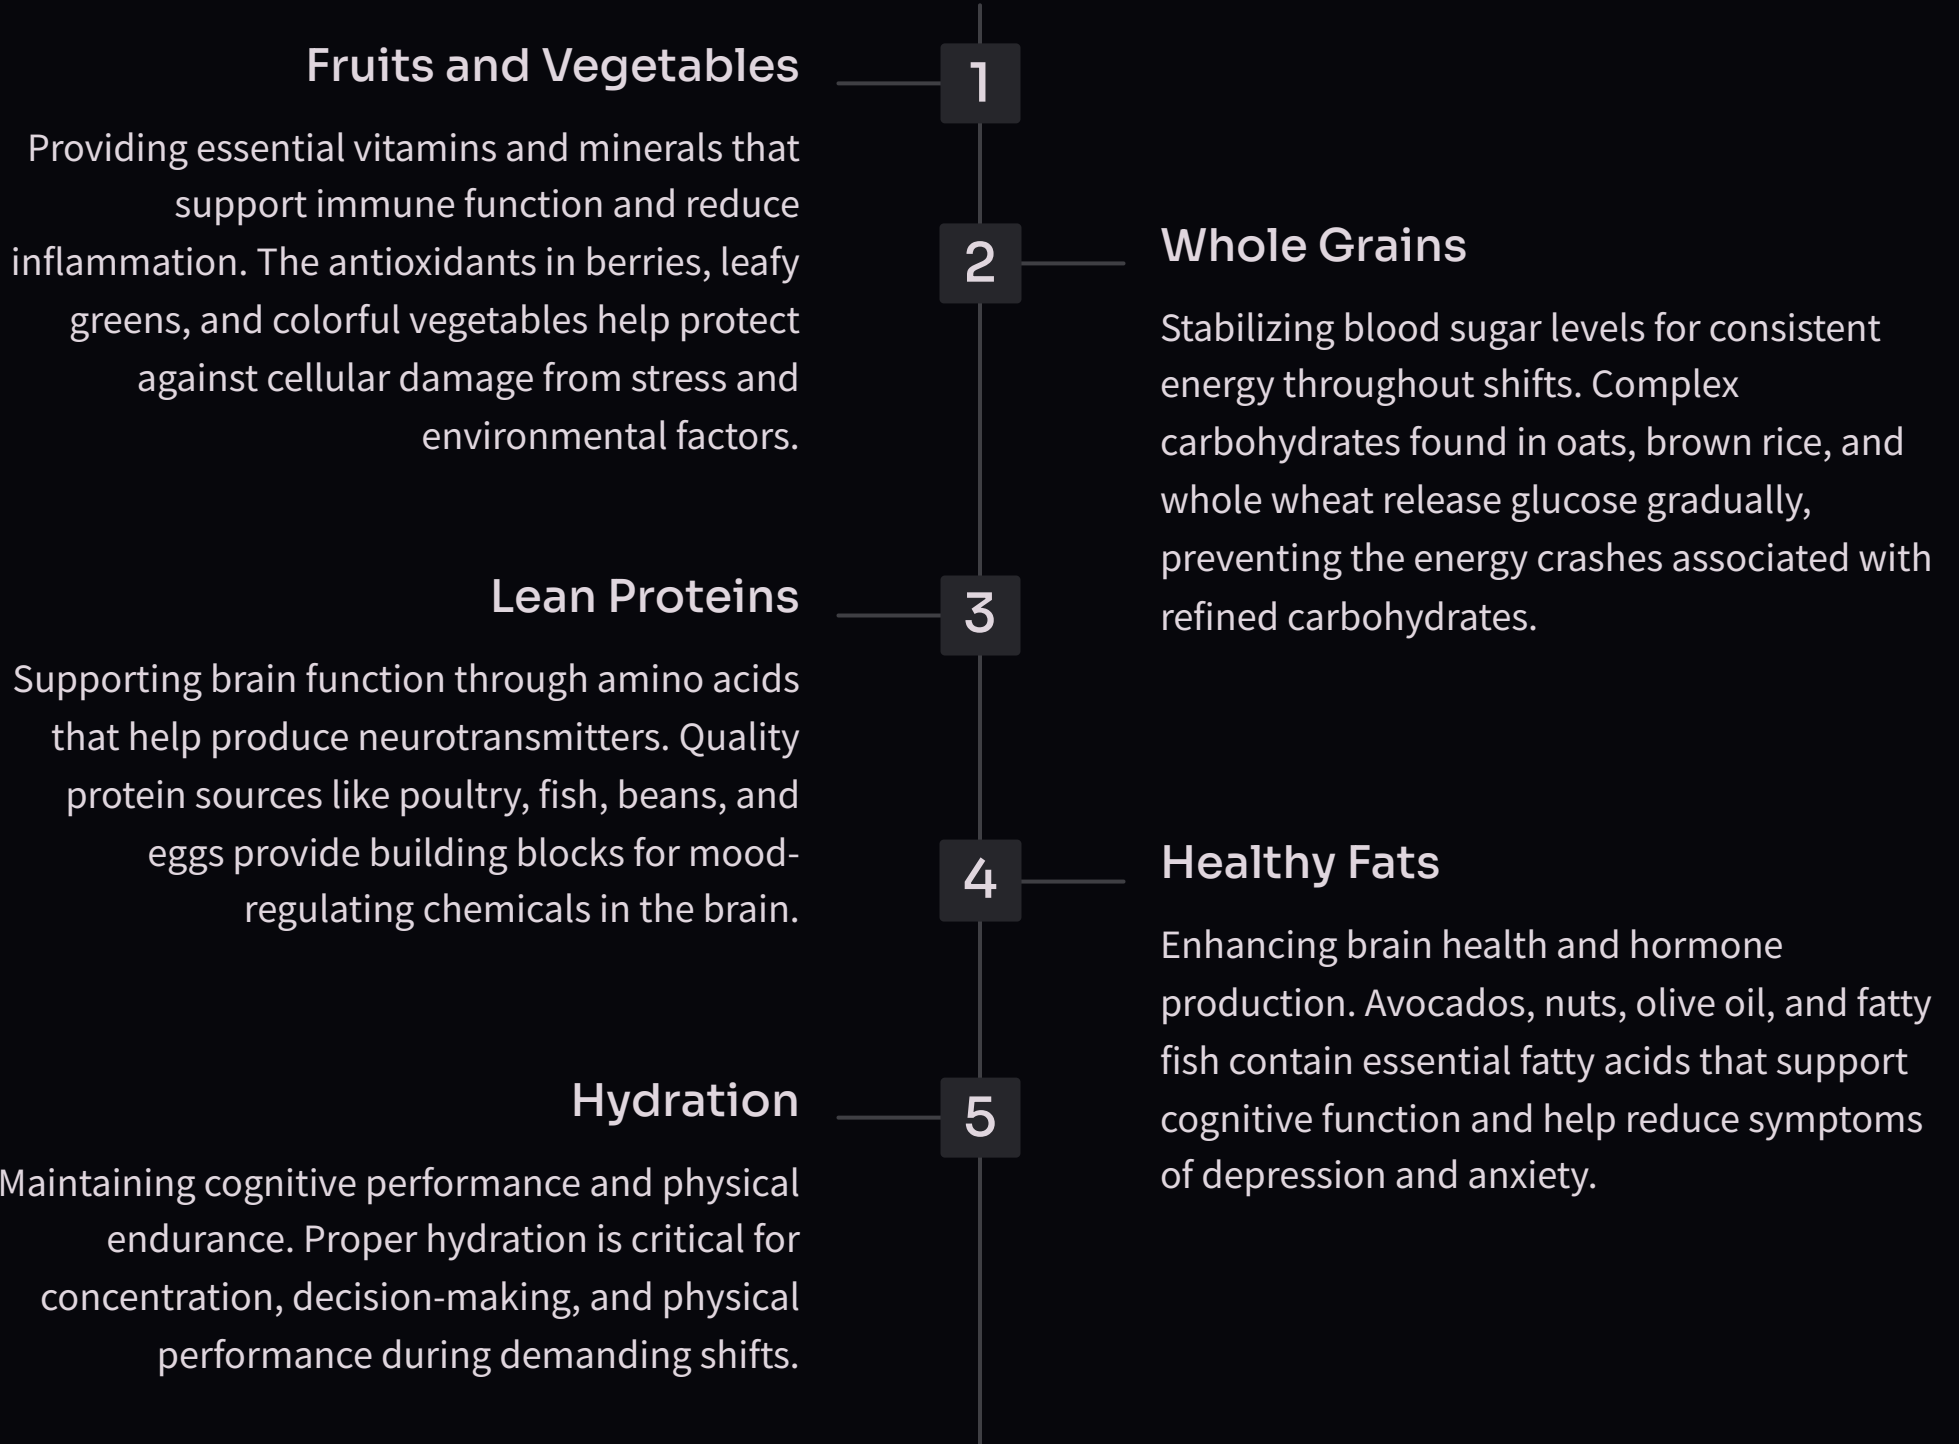 Fruits and Vegetables
1
Providing essential vitamins and minerals that
support immune function and reduce
inflammation. The antioxidants in berries, leafy
greens, and colorful vegetables help protect
against cellular damage from stress and
environmental factors.
2
Whole Grains
Stabilizing blood sugar levels for consistent
energy throughout shifts. Complex
carbohydrates found in oats, brown rice, and
whole wheat release glucose gradually,
preventing the energy crashes associated with
refined carbohydrates.
Lean Proteins
3
Supporting brain function through amino acids
that help produce neurotransmitters. Quality
protein sources like poultry, fish, beans, and
eggs provide building blocks for mood-
regulating chemicals in the brain.
4
Healthy Fats
Enhancing brain health and hormone
production. Avocados, nuts, olive oil, and fatty
fish contain essential fatty acids that support
cognitive function and help reduce symptoms
of depression and anxiety.
Hydration
5
Maintaining cognitive performance and physical
endurance. Proper hydration is critical for
concentration, decision-making, and physical
performance during demanding shifts.